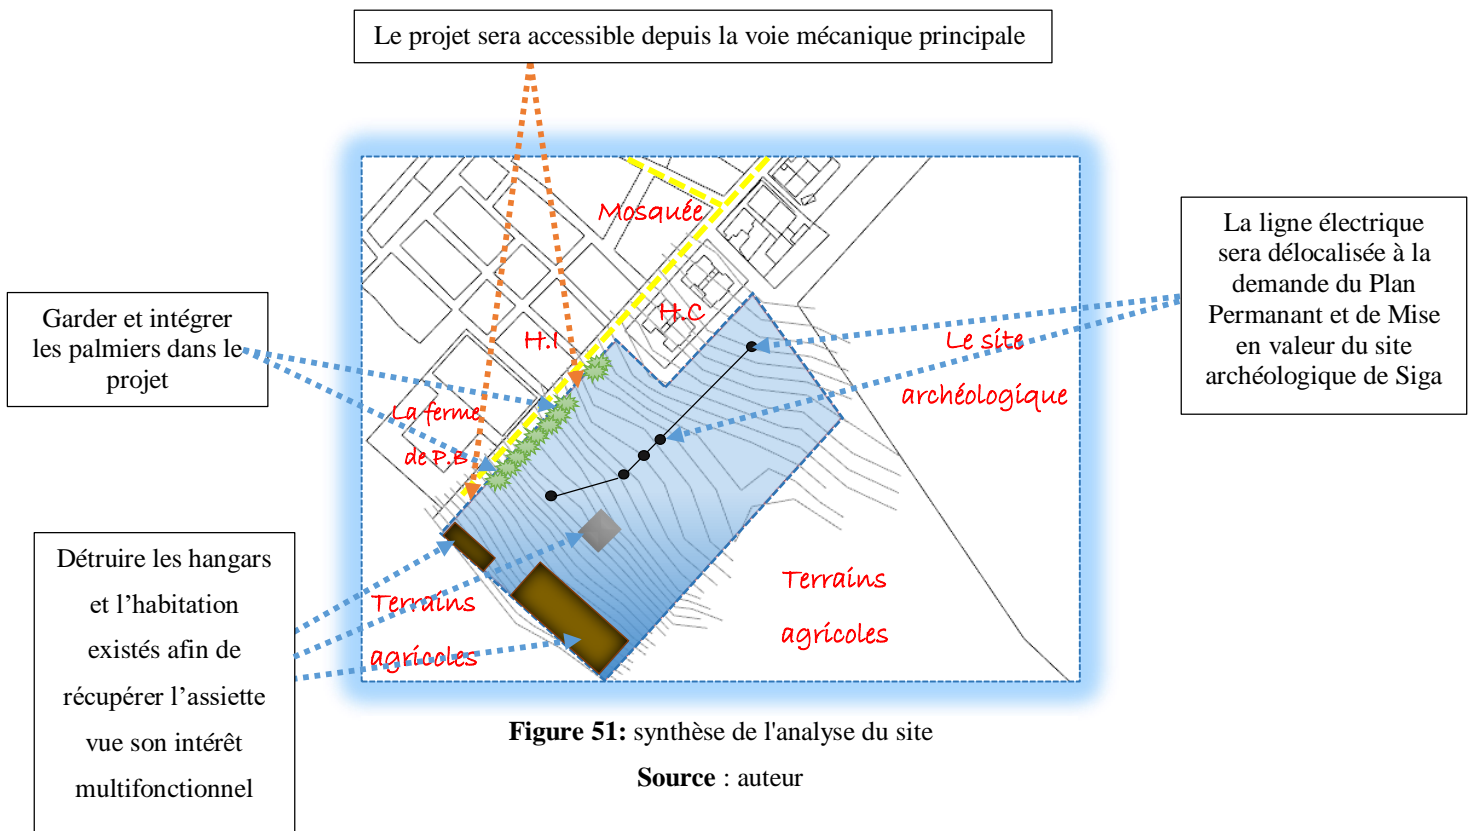 Le projet sera accessible depuis la voie mécanique principale
Mosquée
H.C
H.I
La ferme
de P.B
Le site
archéologique
Terrains
agricoles
Terrains
agricoles
La ligne électrique
sera délocalisée à la
demande du Plan
Permanant et de Mise
en valeur du site
archéologique de Siga
Garder et intégrer
les palmiers dans le
projet
Détruire les hangars
et l’habitation
existés afin de
récupérer l’assiette
vue son intérêt
multifonctionnel
Figure 51: synthèse de l'analyse du site
Source : auteur